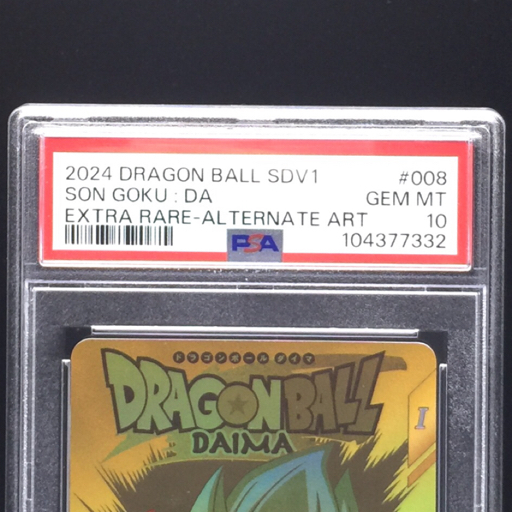 2024 DRAGON BALL SDV1 #008
SON GOKU : DA GEM MT
EXTRA RARE-ALTERNATE ART 10
PSA 104377332
ドラゴンボール ダイマ
DRAGON BALL
DAIMA
I